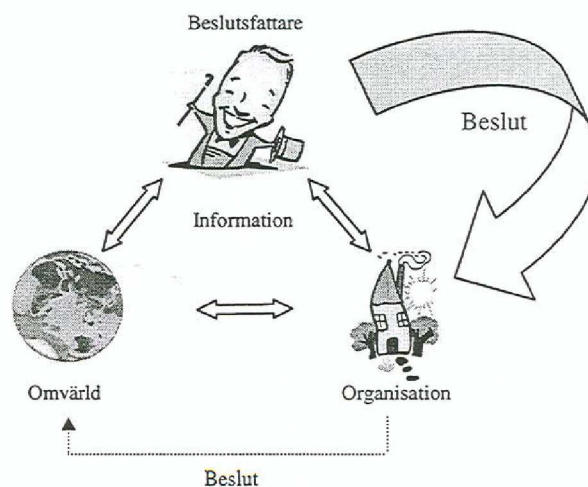 Beslutsfattare
Beslut
Information
Omvärld
Organisation
Beslut